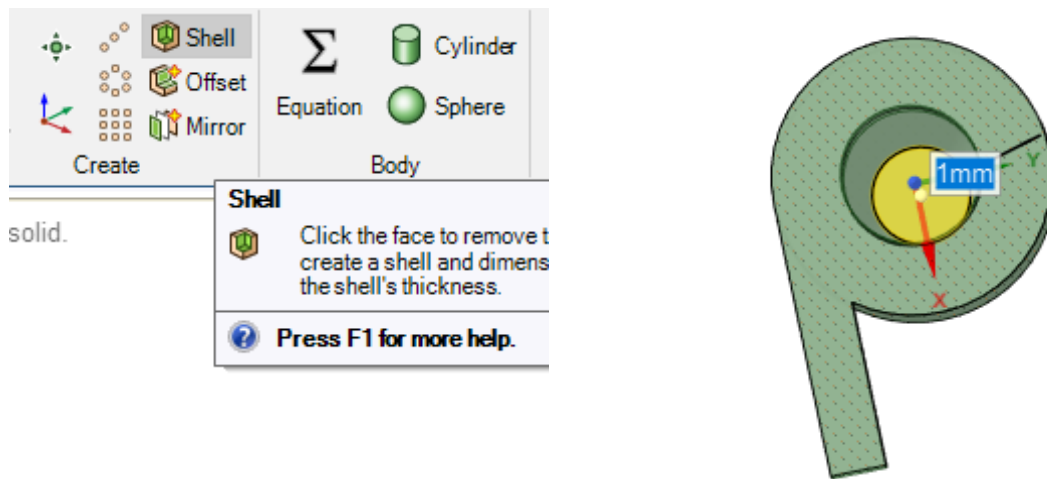 Shell
Offset
Mirror
Create
Σ
Equation
Cylinder
Sphere
Body
solid.
Shell
Click the face to remove t
create a shell and dimens
the shell's thickness.
Press F1 for more help.
1mm
Y
X